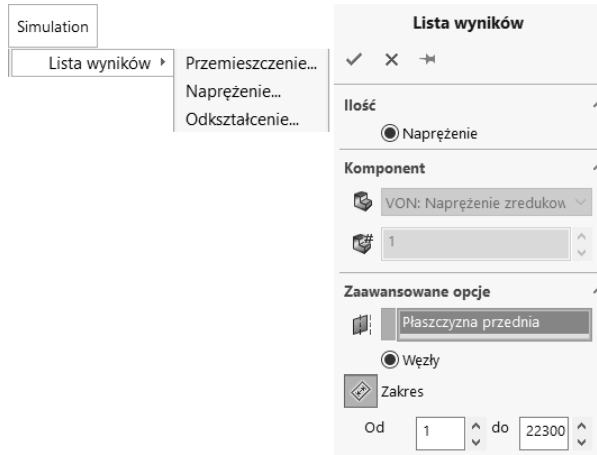 Simulation
Lista wyników
Przemieszczenie...
Naprężenie...
Odkształcenie...
Lista wyników
Ilość
Naprężenie
Komponent
VON: Naprężenie zredukow
1
Zaawansowane opcje
Płaszczyzna przednia
Węzły
Zakres
Od 1 do 22300